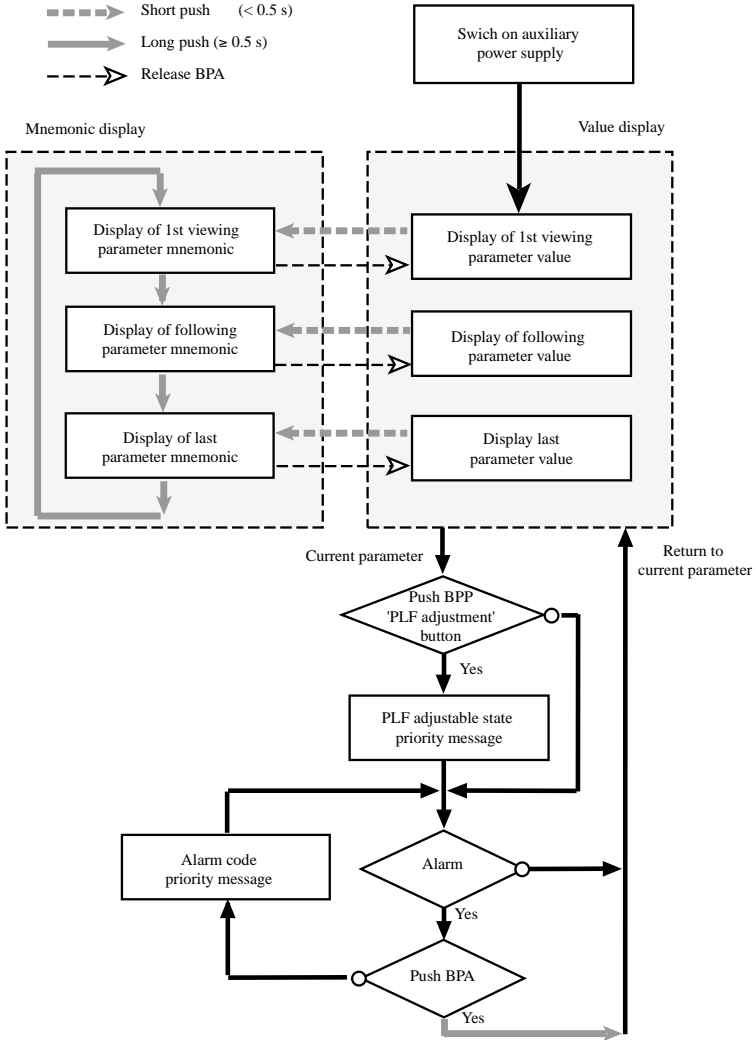 Short push (< 0.5 s)
Long push (≥ 0.5 s)
Release BPA
Swich on auxiliary
power supply
Mnemonic display
Value display
Display of 1st viewing
parameter mnemonic
Display of 1st viewing
parameter value
Display of following
parameter mnemonic
Display of following
parameter value
Display of last
parameter mnemonic
Display last
parameter value
Current parameter
Return to
current parameter
Push BPP
'PLF adjustment'
button
Yes
PLF adjustable state
priority message
Alarm code
priority message
Alarm
Yes
Push BPA
Yes